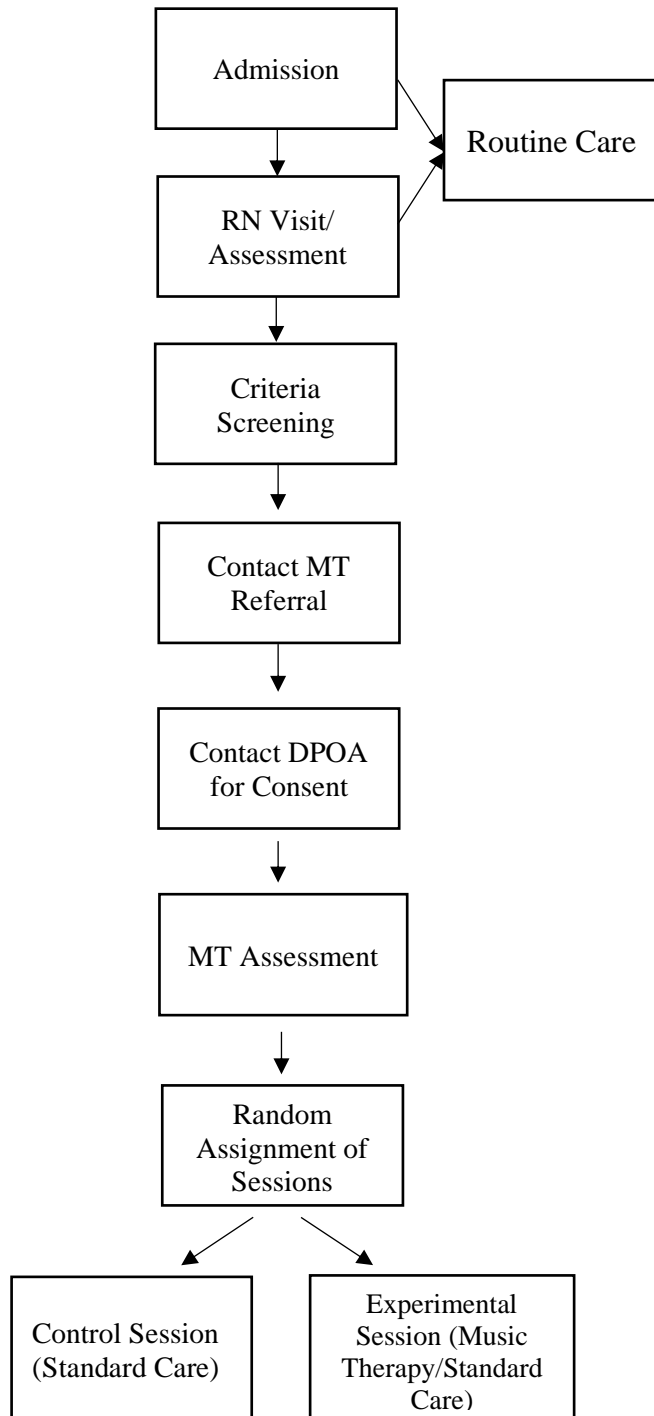 Admission
Routine Care
RN Visit/
Assessment
Criteria
Screening
Contact MT
Referral
Contact DPOA
for Consent
MT Assessment
Random
Assignment of
Sessions
Control Session
(Standard Care)
Experimental
Session (Music
Therapy/Standard
Care)